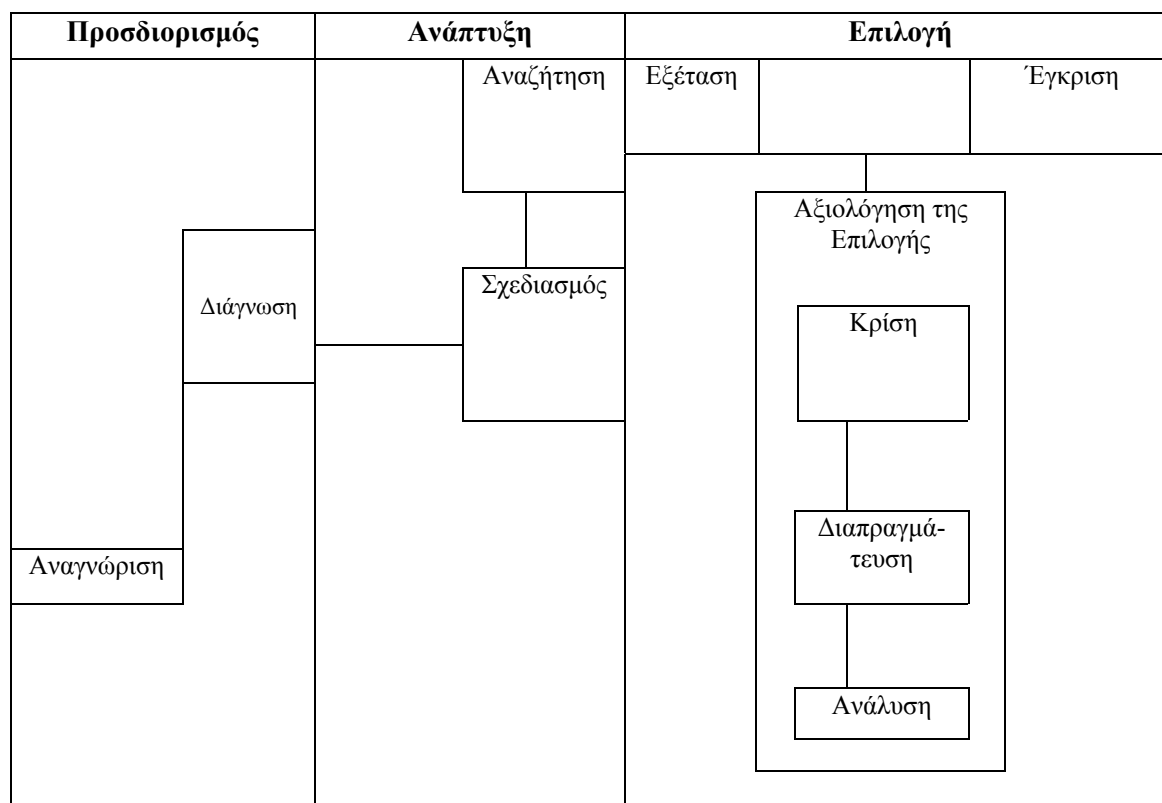 Προσδιορισμός
Ανάπτυξη
Επιλογή
Αναζήτηση
Εξέταση
Έγκριση
Αξιολόγηση της
Επιλογής
Διάγνωση
Σχεδιασμός
Κρίση
Διαπραγμά-
τευση
Αναγνώριση
Ανάλυση